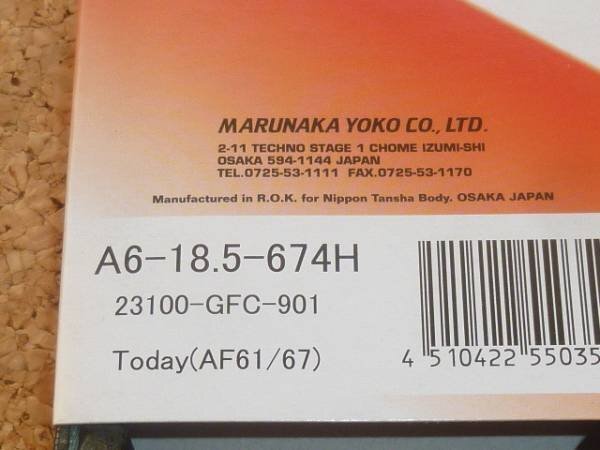 MARUNAKA YOKO CO., LTD.
2-11 TECHNO STAGE 1 CHOME IZUMI-SHI
OSAKA 594-1144 JAPAN
TEL.0725-53-1111 FAX.0725-53-1170
Manufactured in R.O.K. for Nippon Tansha Body. OSAKA JAPAN
A6-18.5-674H
23100-GFC-901
Today(AF61/67)
4 510422 55035